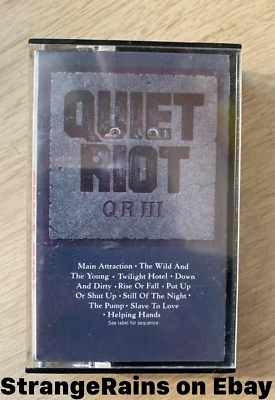 QUIET
RIOT
QR III
Main Attraction • The Wild And
The Young • Twilight Hotel • Down
And Dirty • Rise Or Fall • Put Up
Or Shut Up • Still Of The Night •
The Pump • Slave To Love
• Helping Hands
See label for sequence.
StrangeRains on Ebay